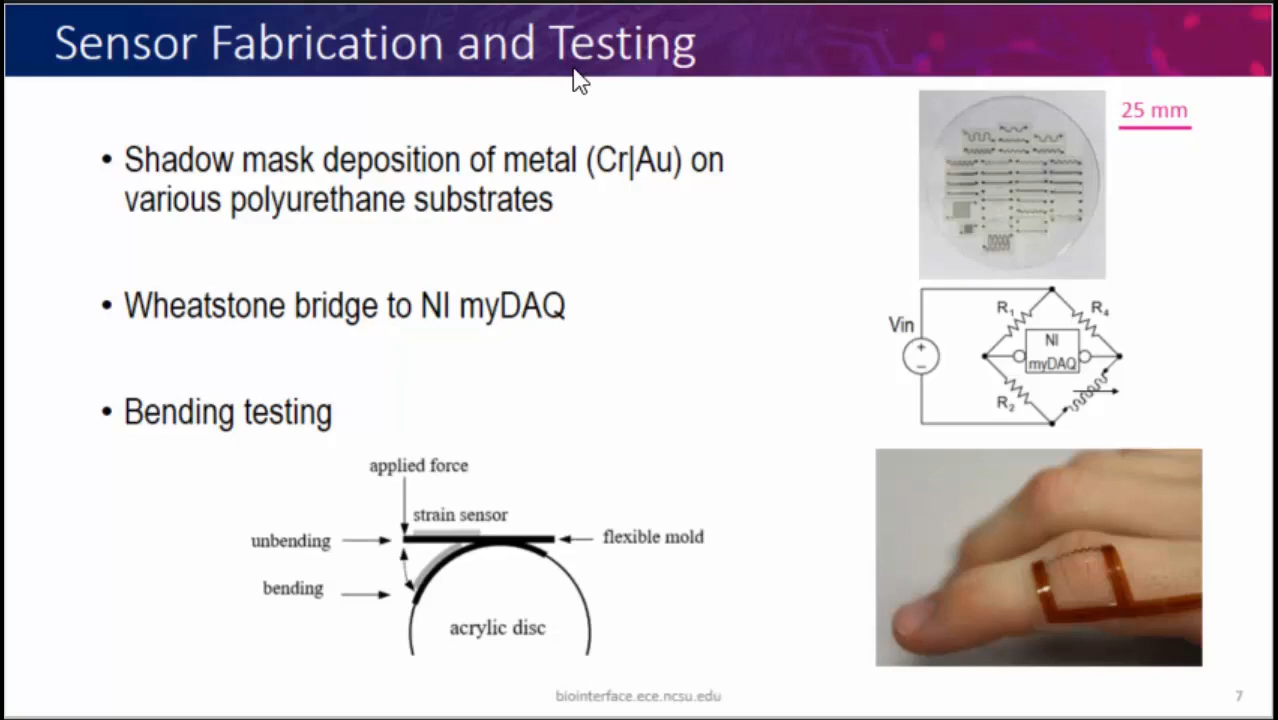 Sensor Fabrication and Testing
25 mm
• Shadow mask deposition of metal (Cr|Au) on
various polyurethane substrates
• Wheatstone bridge to NI myDAQ
• Bending testing
Vin
+
−
R1
R4
NI
myDAQ
R2
applied force
strain sensor
unbending
flexible mold
bending
acrylic disc
biointerface.ece.ncsu.edu
7